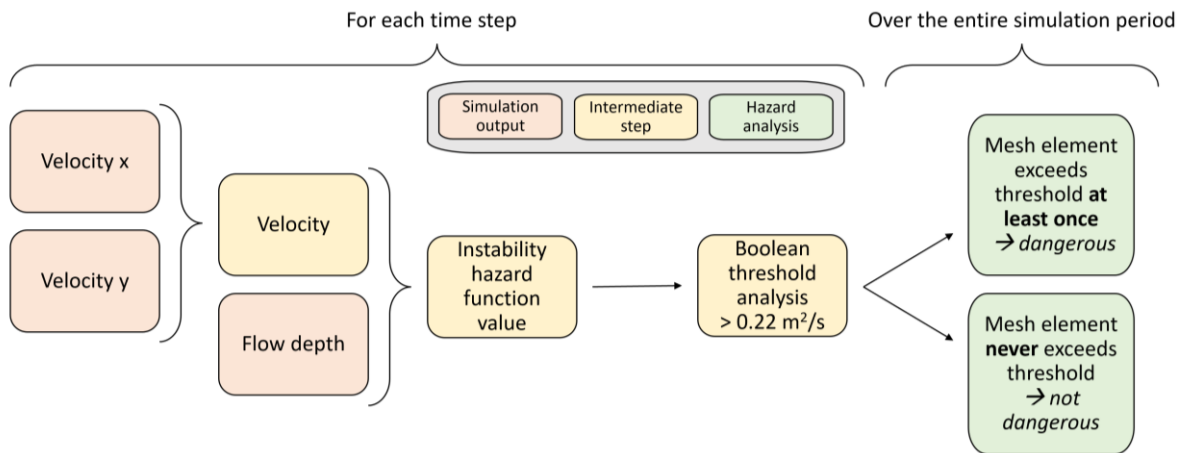 For each time step
Over the entire simulation period
Simulation
output
Intermediate
step
Hazard
analysis
Velocity x
Velocity y
Velocity
Flow depth
Instability
hazard
function
value
Boolean
threshold
analysis
> 0.22 m²/s
Mesh element
exceeds
threshold at
least once
→ dangerous
Mesh element
never exceeds
threshold
→ not
dangerous